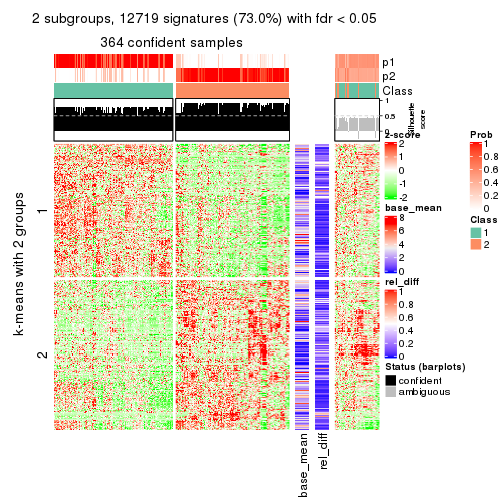 2 subgroups, 12719 signatures (73.0%) with fdr < 0.05
364 confident samples
p1
p2
Class
1
0.5
0
Silhouette
score
k-means with 2 groups
1
2
base_mean
rel_diff
z-score
2
1
0
-1
-2
base_mean
8
6
4
2
0
rel_diff
1
0.8
0.6
0.4
0.2
0
Status (barplots)
confident
ambiguous
Prob
1
0.8
0.6
0.4
0.2
0
Class
1
2